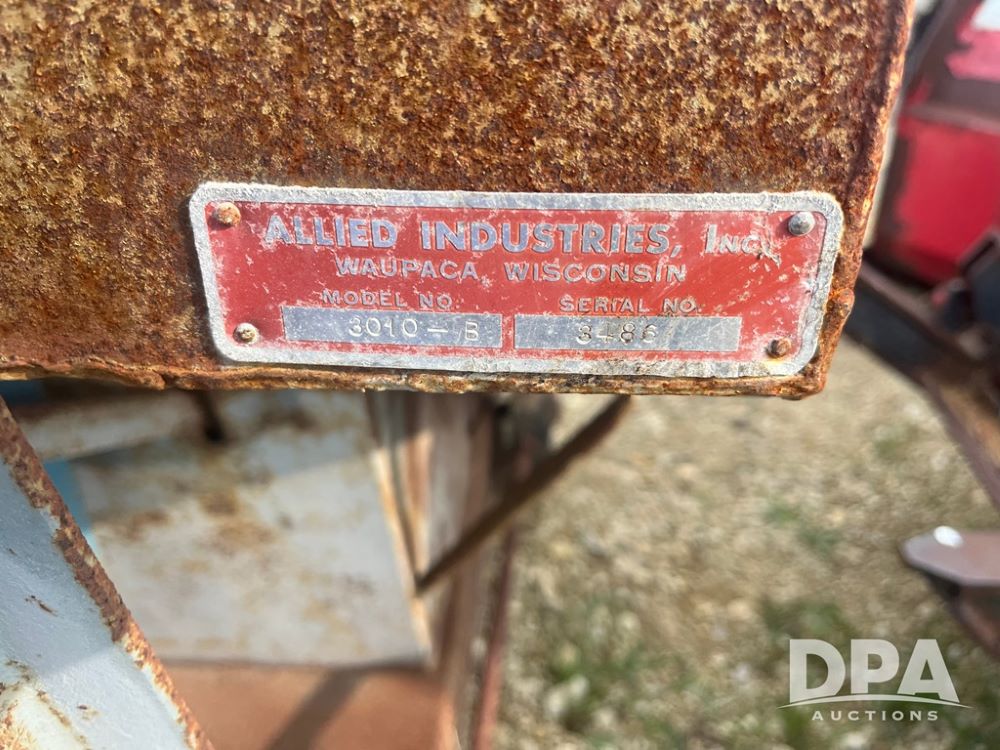 ALLIED INDUSTRIES, INC.
WAUPACA, WISCONSIN
MODEL NO. SERIAL NO.
3010-B 3486
DPA
AUCTIONS